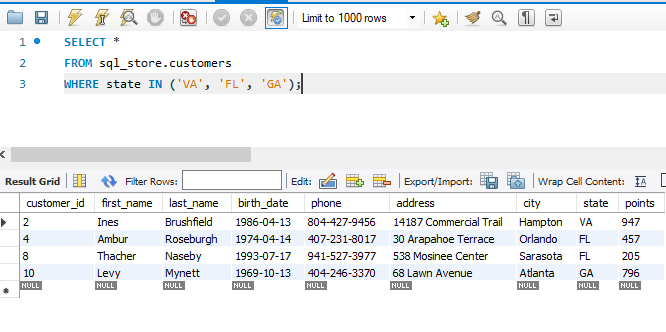 Limit to 1000 rows
1 SELECT *
2 FROM sql_store.customers
3 WHERE state IN ('VA', 'FL', 'GA');
Result Grid Filter Rows: Edit: Export/Import: Wrap Cell Content:
customer_id first_name last_name birth_date phone address city state points
2 Ines Brushfield 1986-04-13 804-427-9456 14187 Commercial Trail Hampton VA 947
4 Ambur Roseburgh 1974-04-14 407-231-8017 30 Arapahoe Terrace Orlando FL 457
8 Thacher Naseby 1993-07-17 941-527-3977 538 Mosinee Center Sarasota FL 205
10 Levy Mynett 1969-10-13 404-246-3370 68 Lawn Avenue Atlanta GA 796
NULL NULL NULL NULL NULL NULL NULL NULL NULL